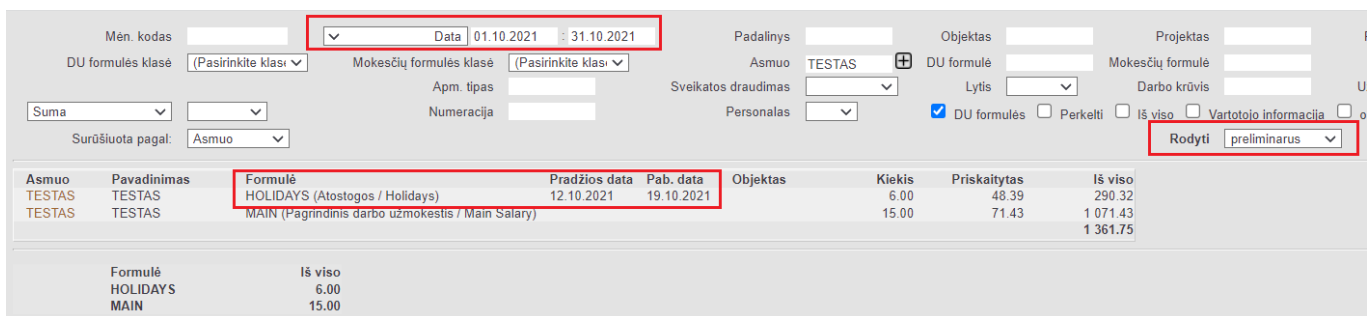 Mėn. kodas Data 01.10.2021 : 31.10.2021 Padalinys Objektas Projektas
DU formulės klasė (Pasirinkite klasę Mokesčių formulės klasė (Pasirinkite klasę Asmuo TESTAS DU formulė Mokesčių formulė
Apm. tipas Sveikatos draudimas Lytis Darbo krūvis
Suma Numeracija Personalas DU formulės Perkelti Iš viso Vartotojo informacija
Surūšiuota pagal: Asmuo Rodyti preliminarus
Asmuo Pavadinimas Formulė Pradžios data Pab. data Objektas Kiekis Priskaitytas Iš viso
TESTAS TESTAS HOLIDAYS (Atostogos / Holidays) 12.10.2021 19.10.2021 6.00 48.39 290.32
TESTAS TESTAS MAIN (Pagrindinis darbo užmokestis / Main Salary) 15.00 71.43 1 071.43
1 361.75
Formulė Iš viso
HOLIDAYS 6.00
MAIN 15.00